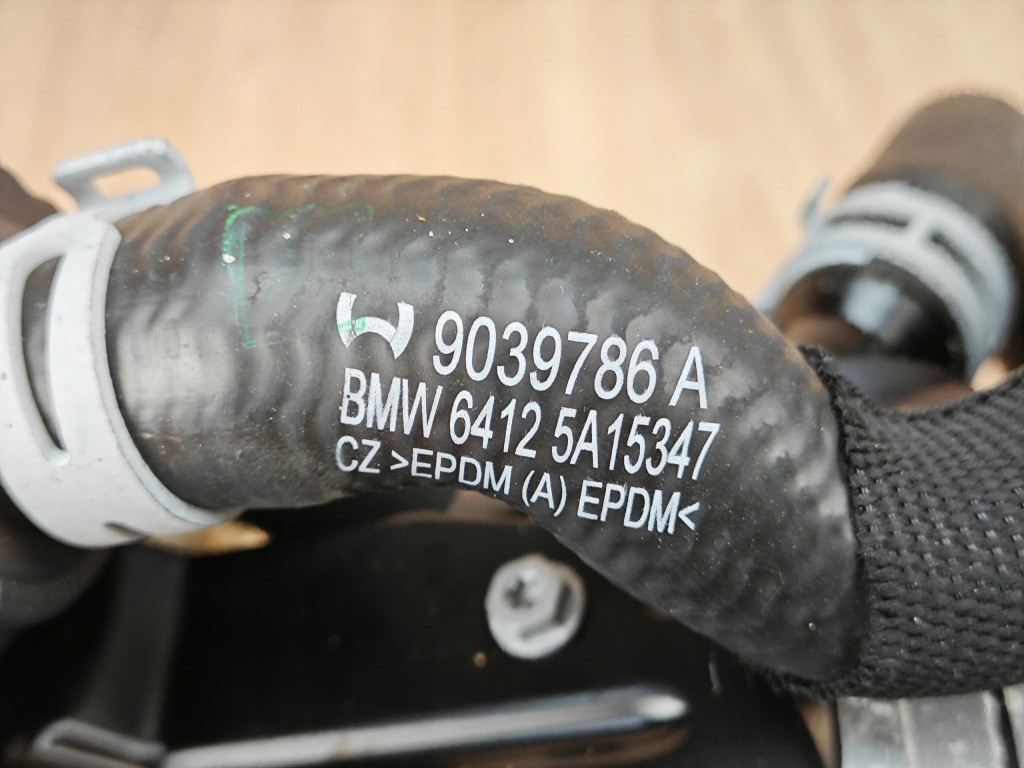 9039786 A
BMW 6412 5A15347
CZ >EPDM (A) EPDM<